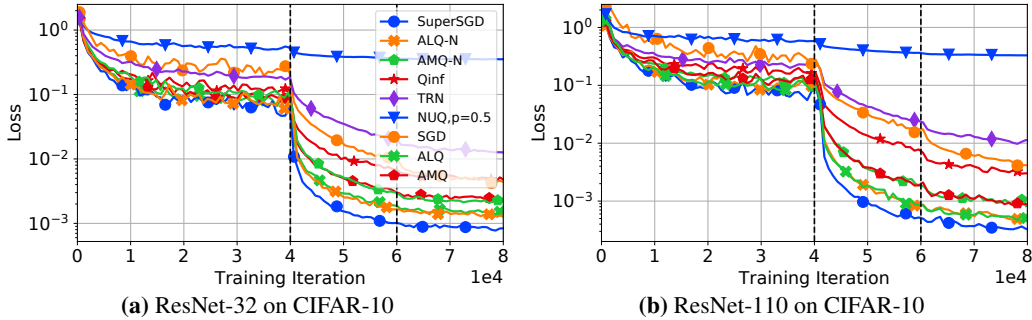 SuperSGD
ALQ-N
AMQ-N
Qinf
TRN
NUQ,p=0.5
SGD
ALQ
AMQ
Loss
10^0
10^-1
10^-2
10^-3
0 1 2 3 4 5 6 7 8
Training Iteration 1e4
(a) ResNet-32 on CIFAR-10
Loss
10^0
10^-1
10^-2
10^-3
0 1 2 3 4 5 6 7 8
Training Iteration 1e4
(b) ResNet-110 on CIFAR-10